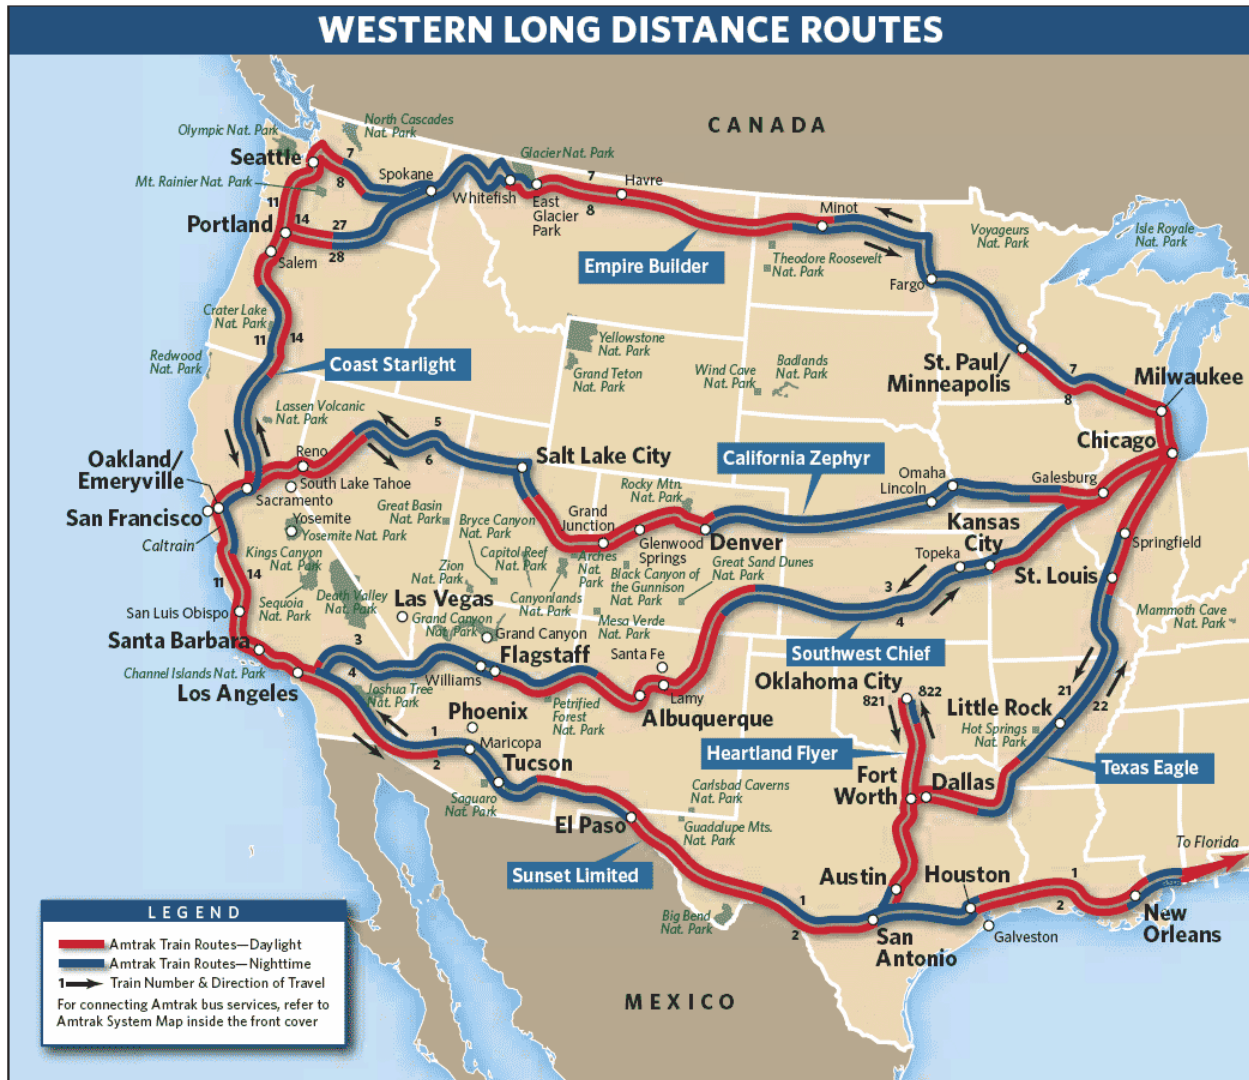 WESTERN LONG DISTANCE ROUTES
CANADA
North Cascades
Nat. Park
Olympic Nat. Park
Seattle
7
8
Mt. Rainier Nat. Park
11
14
Portland
27
28
Salem
Spokane
Whitefish
Glacier Nat. Park
East
Glacier
Park
7
8
Havre
Empire Builder
Minot
Theodore Roosevelt
Nat. Park
Fargo
Voyageurs
Nat. Park
Isle Royale
Nat. Park
Crater Lake
Nat. Park
11
14
Redwood
Nat. Park
Coast Starlight
Yellowstone
Nat. Park
Grand Teton
Nat. Park
Wind Cave
Nat. Park
Badlands
Nat. Park
St. Paul/
Minneapolis
7
8
Milwaukee
Chicago
Lassen Volcanic
Nat. Park
5
6
Oakland/
Emeryville
Reno
South Lake Tahoe
Sacramento
Salt Lake City
California Zephyr
Omaha
Lincoln
Galesburg
San Francisco
Caltrain
Yosemite
Yosemite Nat. Park
Great Basin
Nat. Park
Rocky Mtn.
Nat. Park
Grand
Junction
Glenwood
Springs
Denver
Kansas
City
Topeka
Springfield
St. Louis
Kings Canyon
Nat. Park
Bryce Canyon
Nat. Park
Capitol Reef
Nat. Park
Arches
Nat.
Park
Black Canyon of
the Gunnison
Nat. Park
Great Sand Dunes
Nat. Park
Zion
Nat. Park
Canyonlands
Nat. Park
Mesa Verde
Nat. Park
3
4
Mammoth Cave
Nat. Park
11
14
Sequoia
Nat. Park
Death Valley
Nat. Park
Las Vegas
Grand Canyon
Nat. Park
Grand Canyon
San Luis Obispo
Santa Barbara
3
4
Flagstaff
Williams
Santa Fe
Lamy
Albuquerque
Southwest Chief
Channel Islands Nat. Park
Los Angeles
Joshua Tree
Nat. Park
Petrified
Forest
Nat. Park
Oklahoma City
821
822
Little Rock
Hot Springs
Nat. Park
21
22
Phoenix
Maricopa
1
2
Tucson
Saguaro
Nat. Park
Heartland Flyer
Texas Eagle
Fort
Worth
Dallas
Carlsbad Caverns
Nat. Park
Guadalupe Mts.
Nat. Park
El Paso
Sunset Limited
To Florida
Austin
Houston
1
2
1
2
Big Bend
Nat. Park
San
Antonio
Galveston
New
Orleans
MEXICO
LEGEND
Amtrak Train Routes—Daylight
Amtrak Train Routes—Nighttime
1 Train Number & Direction of Travel
For connecting Amtrak bus services, refer to
Amtrak System Map inside the front cover